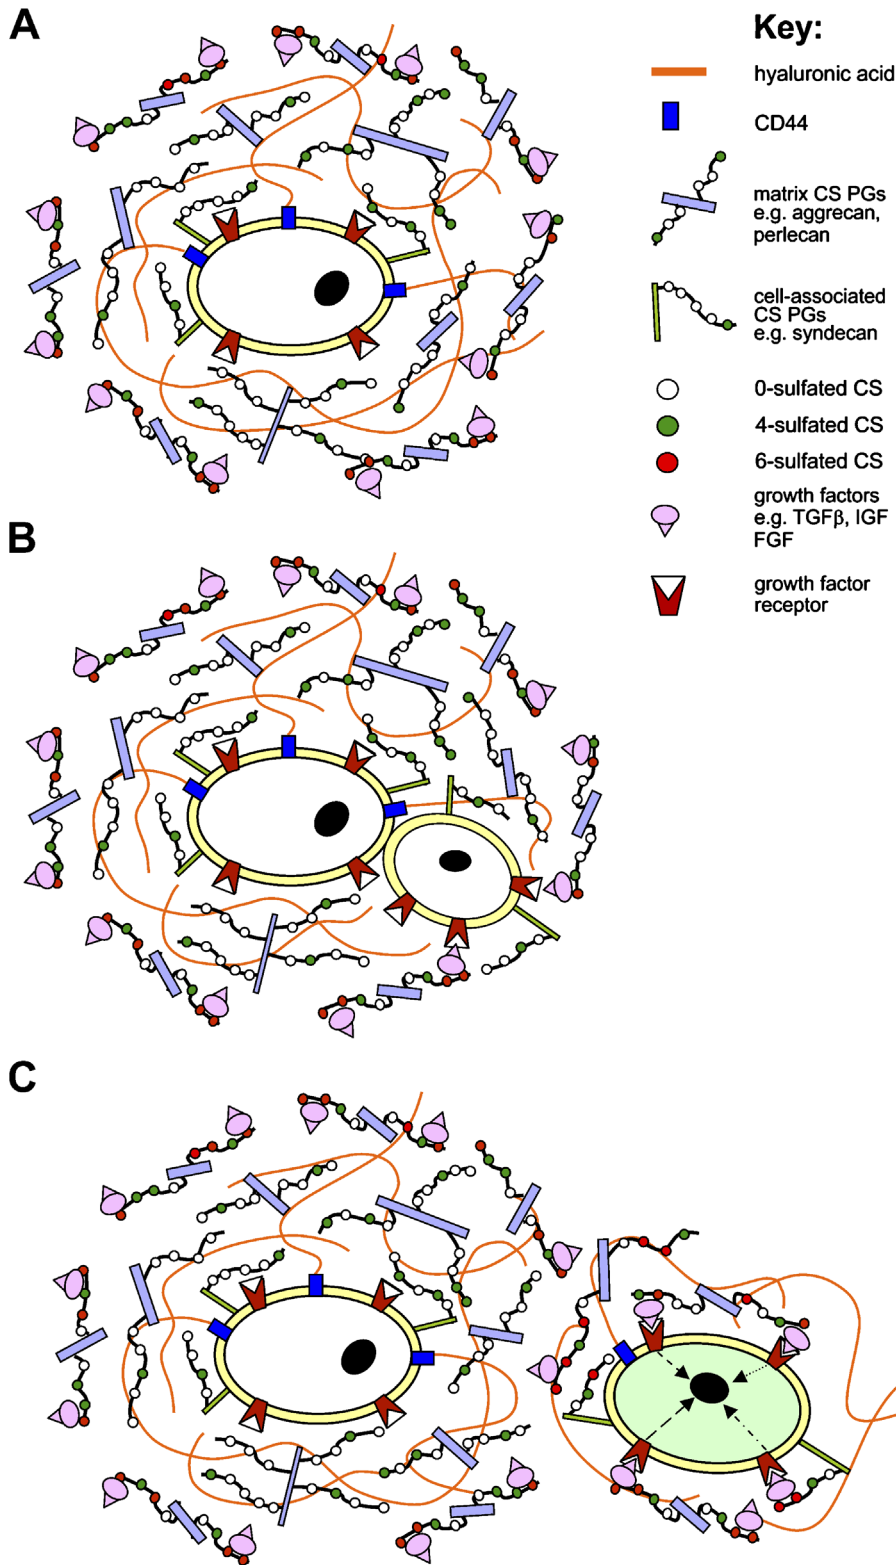 A
Key:
hyaluronic acid
CD44
matrix CS PGs
e.g. aggrecan,
perlecan
cell-associated
CS PGs
e.g. syndecan
0-sulfated CS
4-sulfated CS
6-sulfated CS
growth factors
e.g. TGFβ, IGF
FGF
growth factor
receptor
B
C